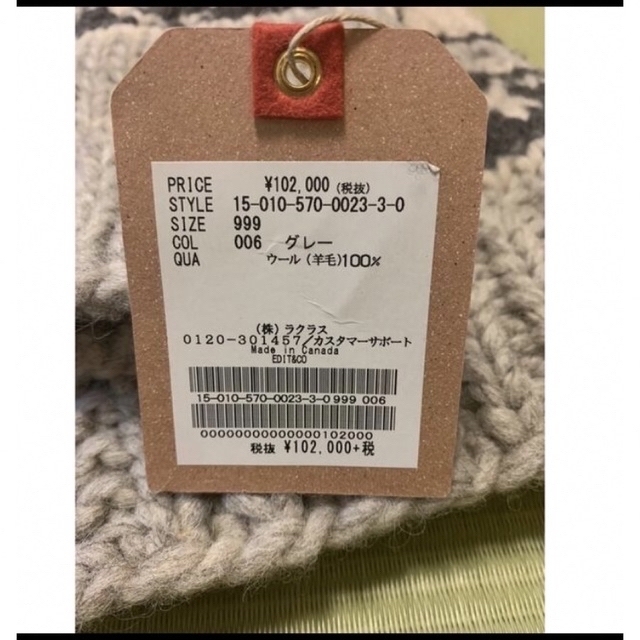 PRICE ¥102,000 (税抜)
STYLE 15-010-570-0023-3-0
SIZE 999
COL 006 グレー
QUA ウール (羊毛)100%
(株) ラクラス
0120-301457/カスタマーサポート
Made in Canada
EDIT&CO
15-010-570-0023-3-0 999 006
00000000000000102000
税抜 ¥102,000+税